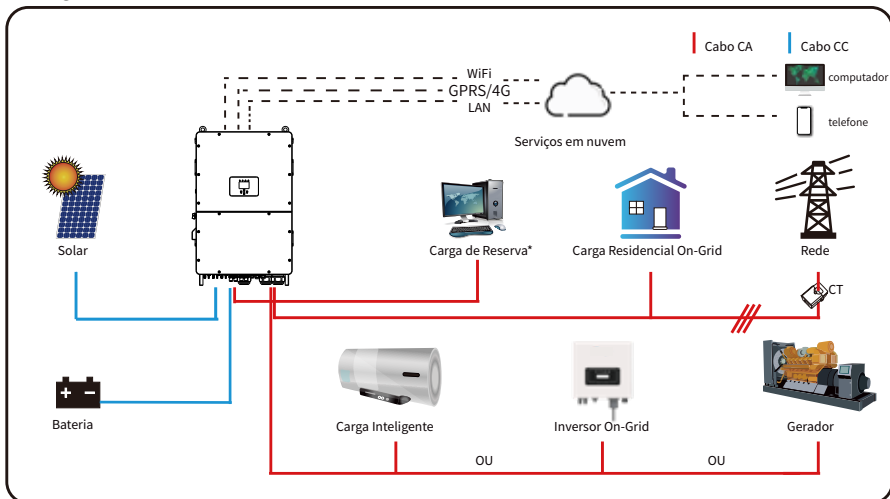 Cabo CA
Cabo CC
WiFi
GPRS/4G
LAN
computador
telefone
Serviços em nuvem
Solar
Carga de Reserva*
Carga Residencial On-Grid
Rede
CT
Bateria
Carga Inteligente
Inversor On-Grid
Gerador
OU
OU